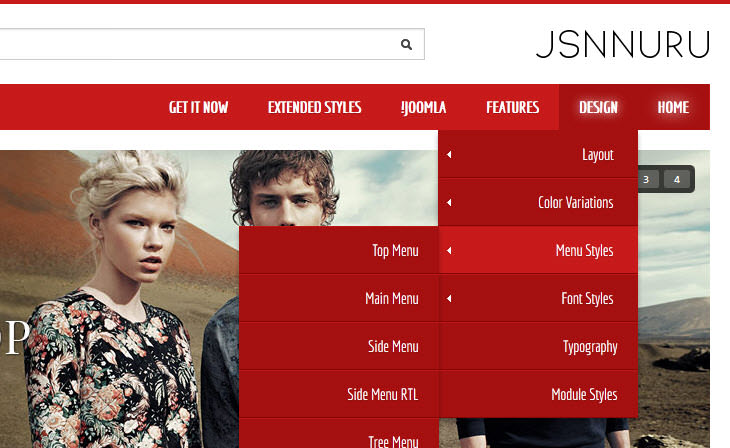 JSNNURU
GET IT NOW EXTENDED STYLES !JOOMLA FEATURES DESIGN HOME
Layout
Color Variations
Menu Styles
Font Styles
Typography
Module Styles
Top Menu
Main Menu
Side Menu
Side Menu RTL
Tree Menu
3 4
OP